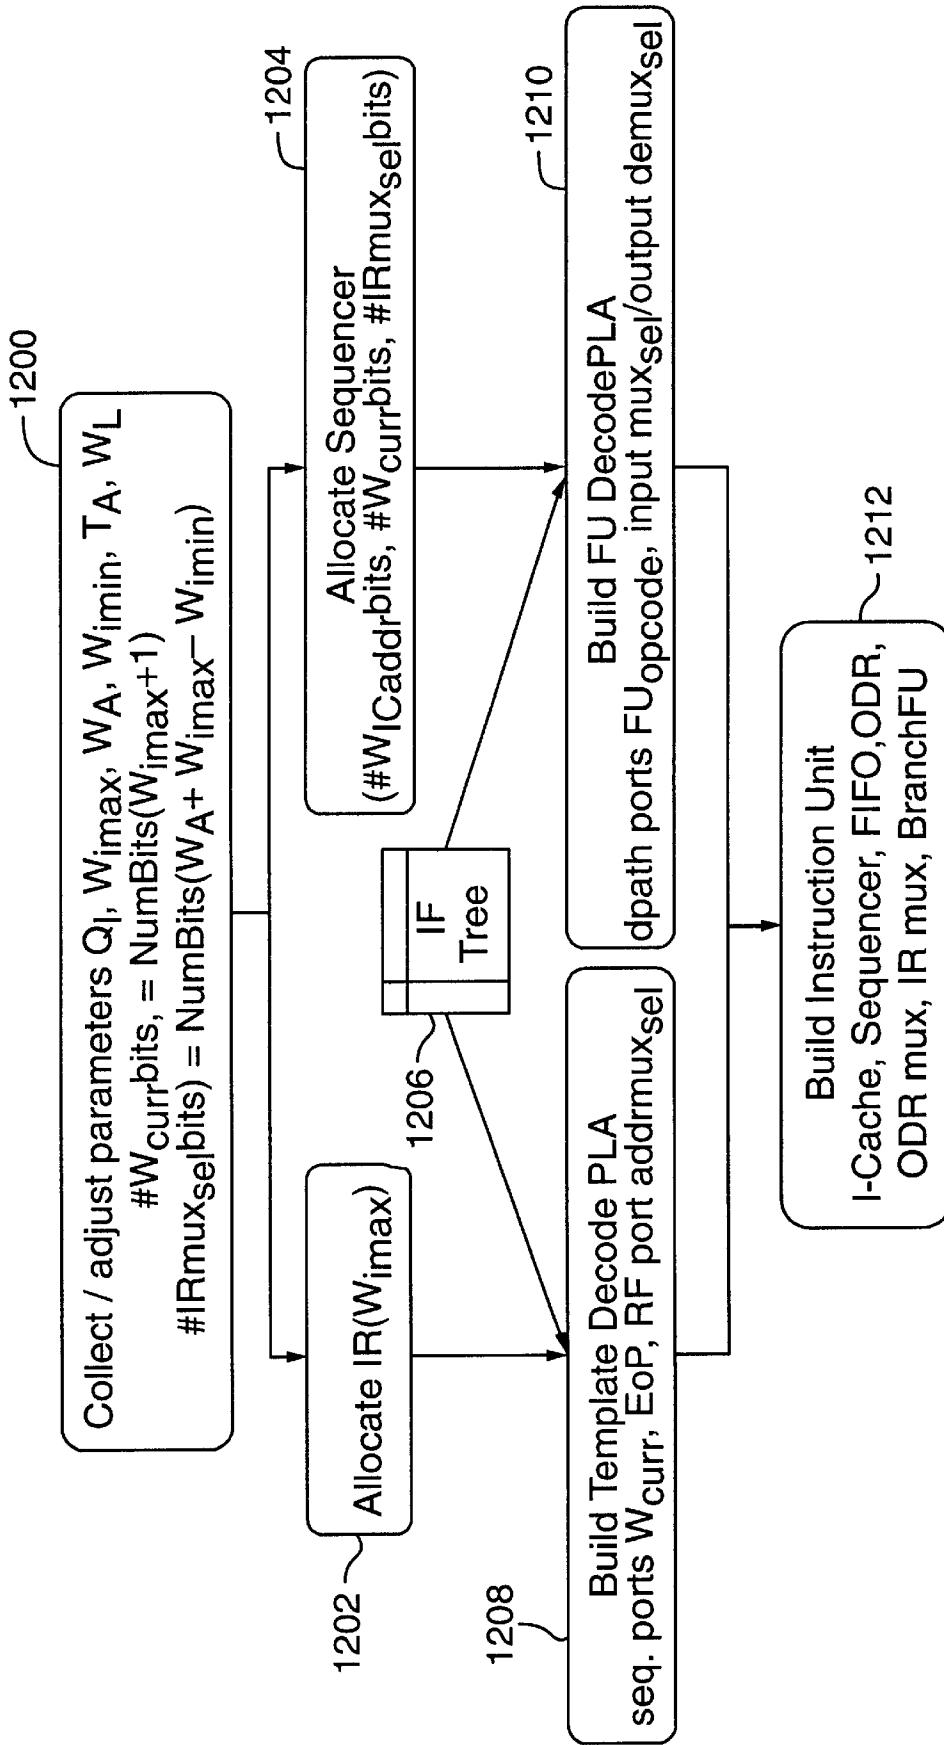 1200
Collect / adjust parameters Q_I, W_imax, W_A, W_imin, T_A, W_L
#W_curr bits, = NumBits(W_imax+1)
#IRmux_sel bits) = NumBits(W_A + W_imax - W_imin)
1202
Allocate IR(W_imax)
1204
Allocate Sequencer
(#W_ICaddr bits, #W_curr bits, #IRmux_sel bits)
1206
IF
Tree
1208
Build Template Decode PLA
seq. ports W_curr, EoP, RF port addrmux_sel
1210
Build FU DecodePLA
dpath ports FU_opcode, input mux_sel/output demux_sel
1212
Build Instruction Unit
I-Cache, Sequencer, FIFO,ODR,
ODR mux, IR mux, BranchFU